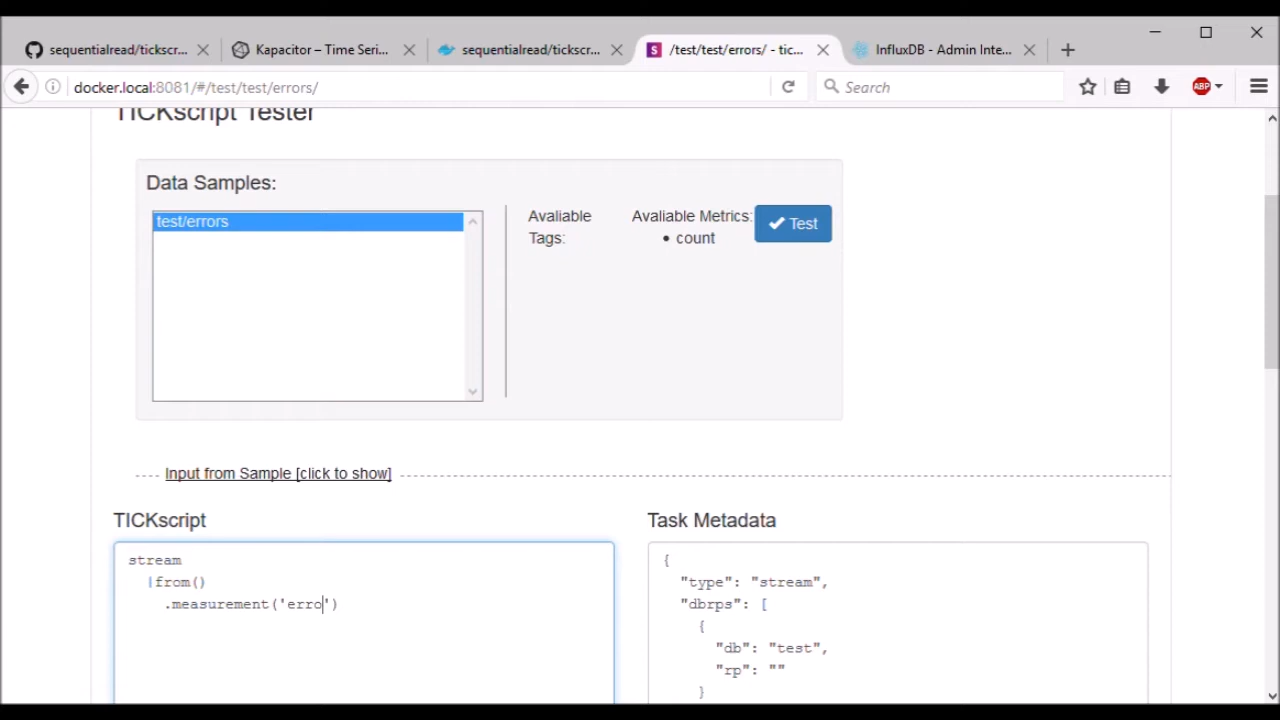 sequentialread/tickscr...
Kapacitor – Time Seri...
sequentialread/tickscr...
/test/test/errors/ - tic...
InfluxDB - Admin Inte...
docker.local:8081/#/test/test/errors/
Search
ABP
TICKscript Tester
Data Samples:
test/errors
Avaliable Tags:
Avaliable Metrics:
• count
Test
Input from Sample [click to show]
TICKscript
stream
|from()
.measurement('erro')
Task Metadata
{
"type": "stream",
"dbrps": [
{
"db": "test",
"rp": ""
}